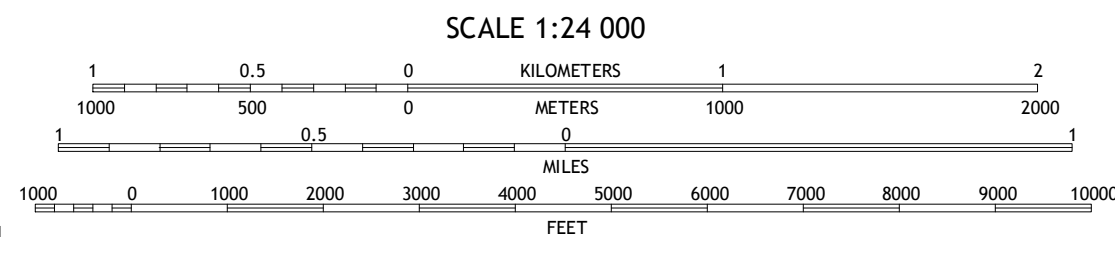 SCALE 1:24 000
1 0.5 0 KILOMETERS 1 2
1000 500 0 METERS 1000 2000
1 0.5 0 1
MILES
1000 0 1000 2000 3000 4000 5000 6000 7000 8000 9000 10000
FEET